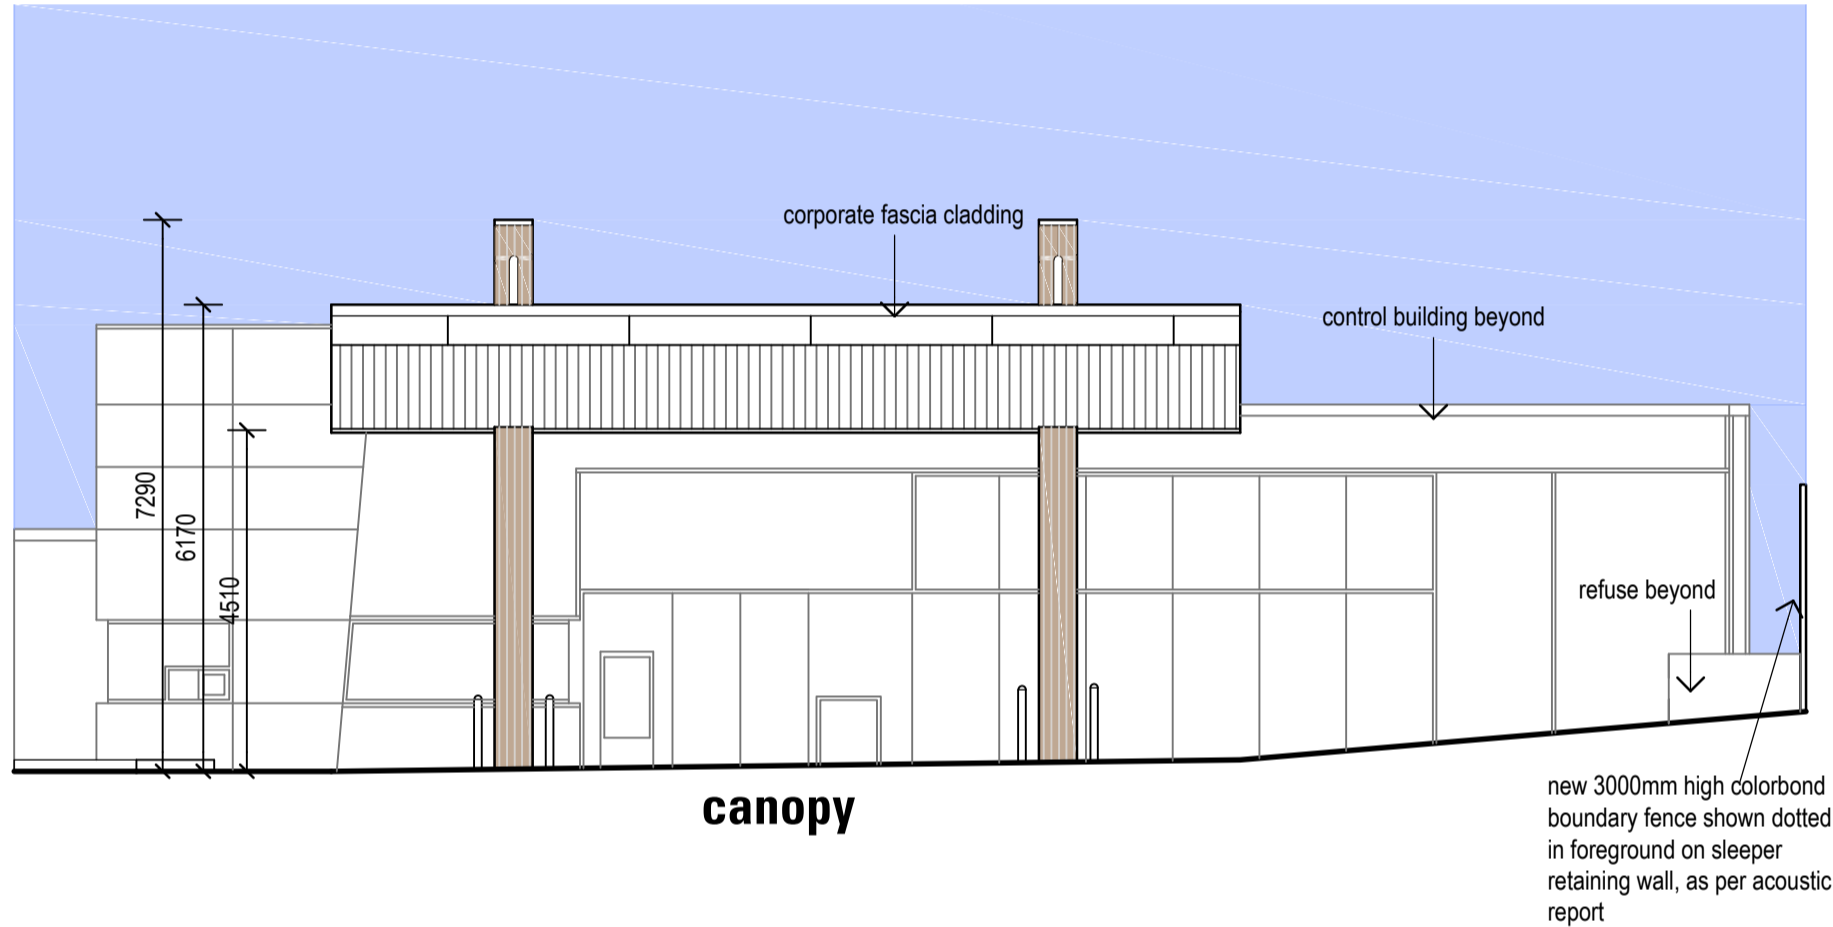 corporate fascia cladding
control building beyond
7290
6170
4510
refuse beyond
canopy
new 3000mm high colorbond
boundary fence shown dotted
in foreground on sleeper
retaining wall, as per acoustic
report